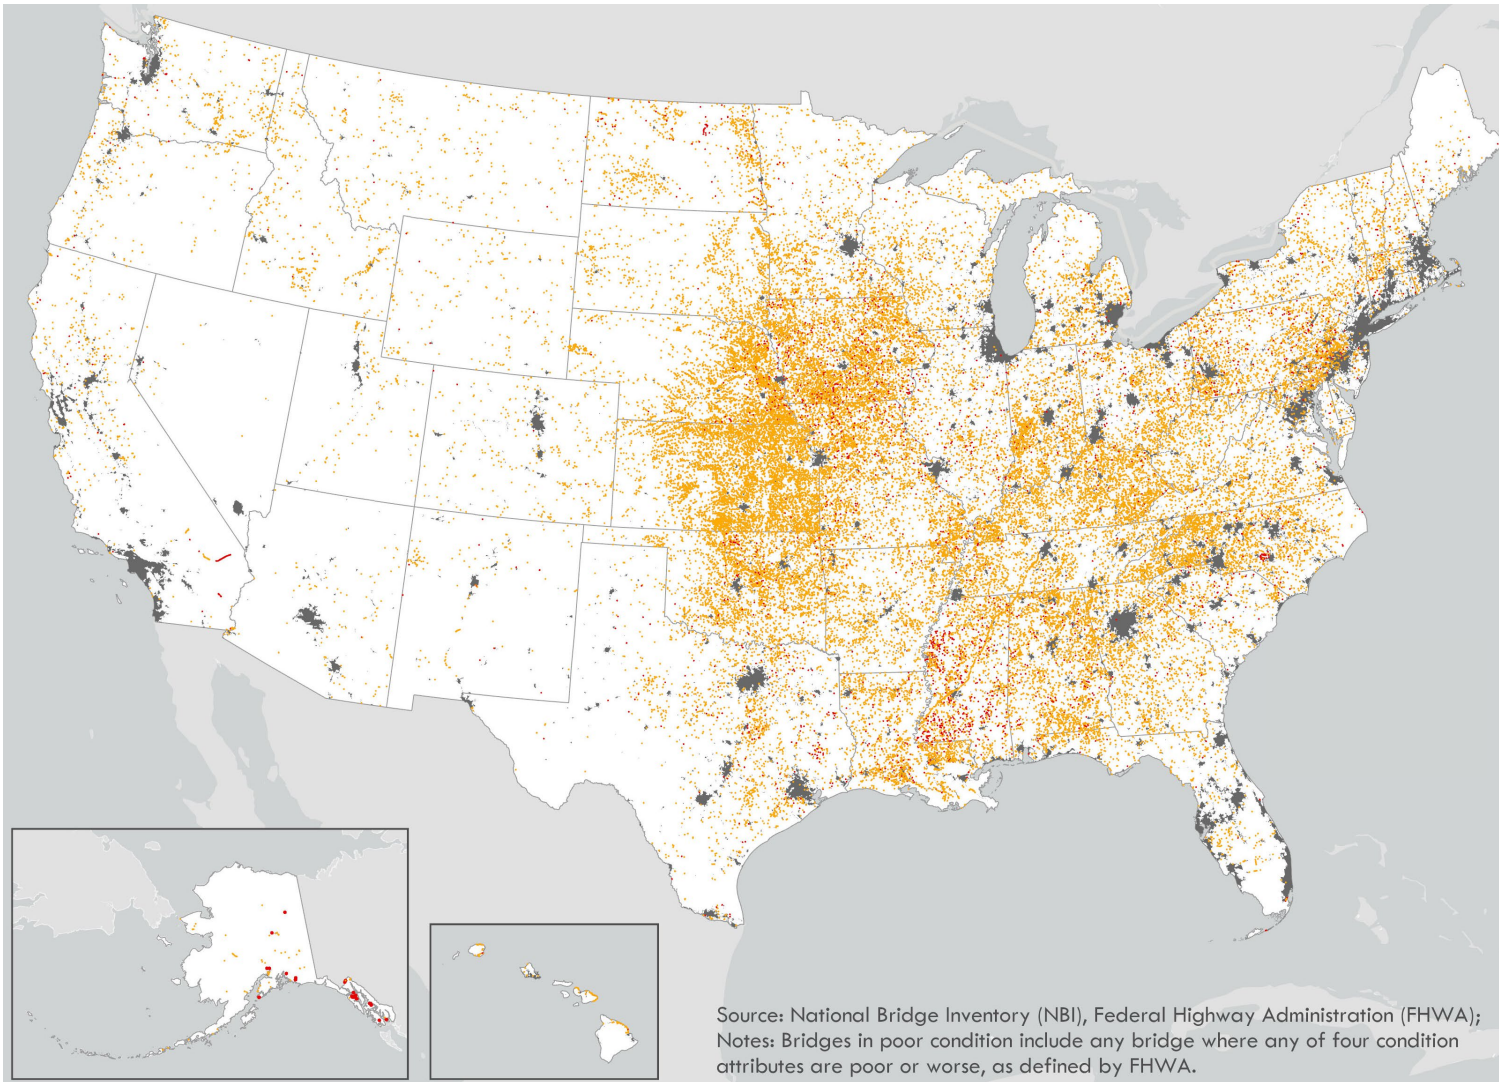 Source: National Bridge Inventory (NBI), Federal Highway Administration (FHWA);
Notes: Bridges in poor condition include any bridge where any of four condition
attributes are poor or worse, as defined by FHWA.